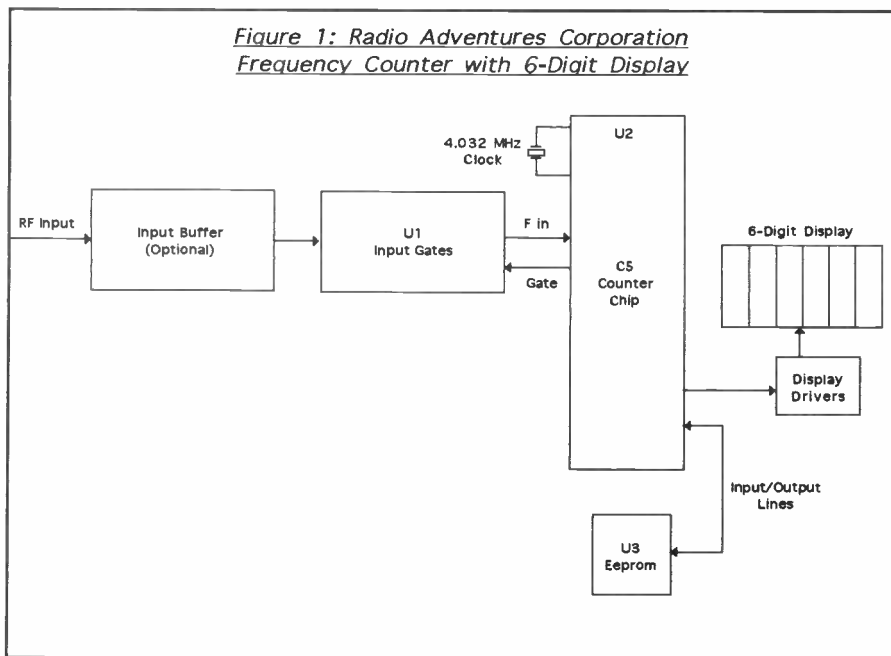 Figure 1: Radio Adventures Corporation
Frequency Counter with 6-Digit Display
4.032 MHz
Clock
U2
RF Input
Input Buffer
(Optional)
U1
Input Gates
F in
Gate
C5
Counter
Chip
6-Digit Display
Display
Drivers
Input/Output
Lines
U3
Eeprom